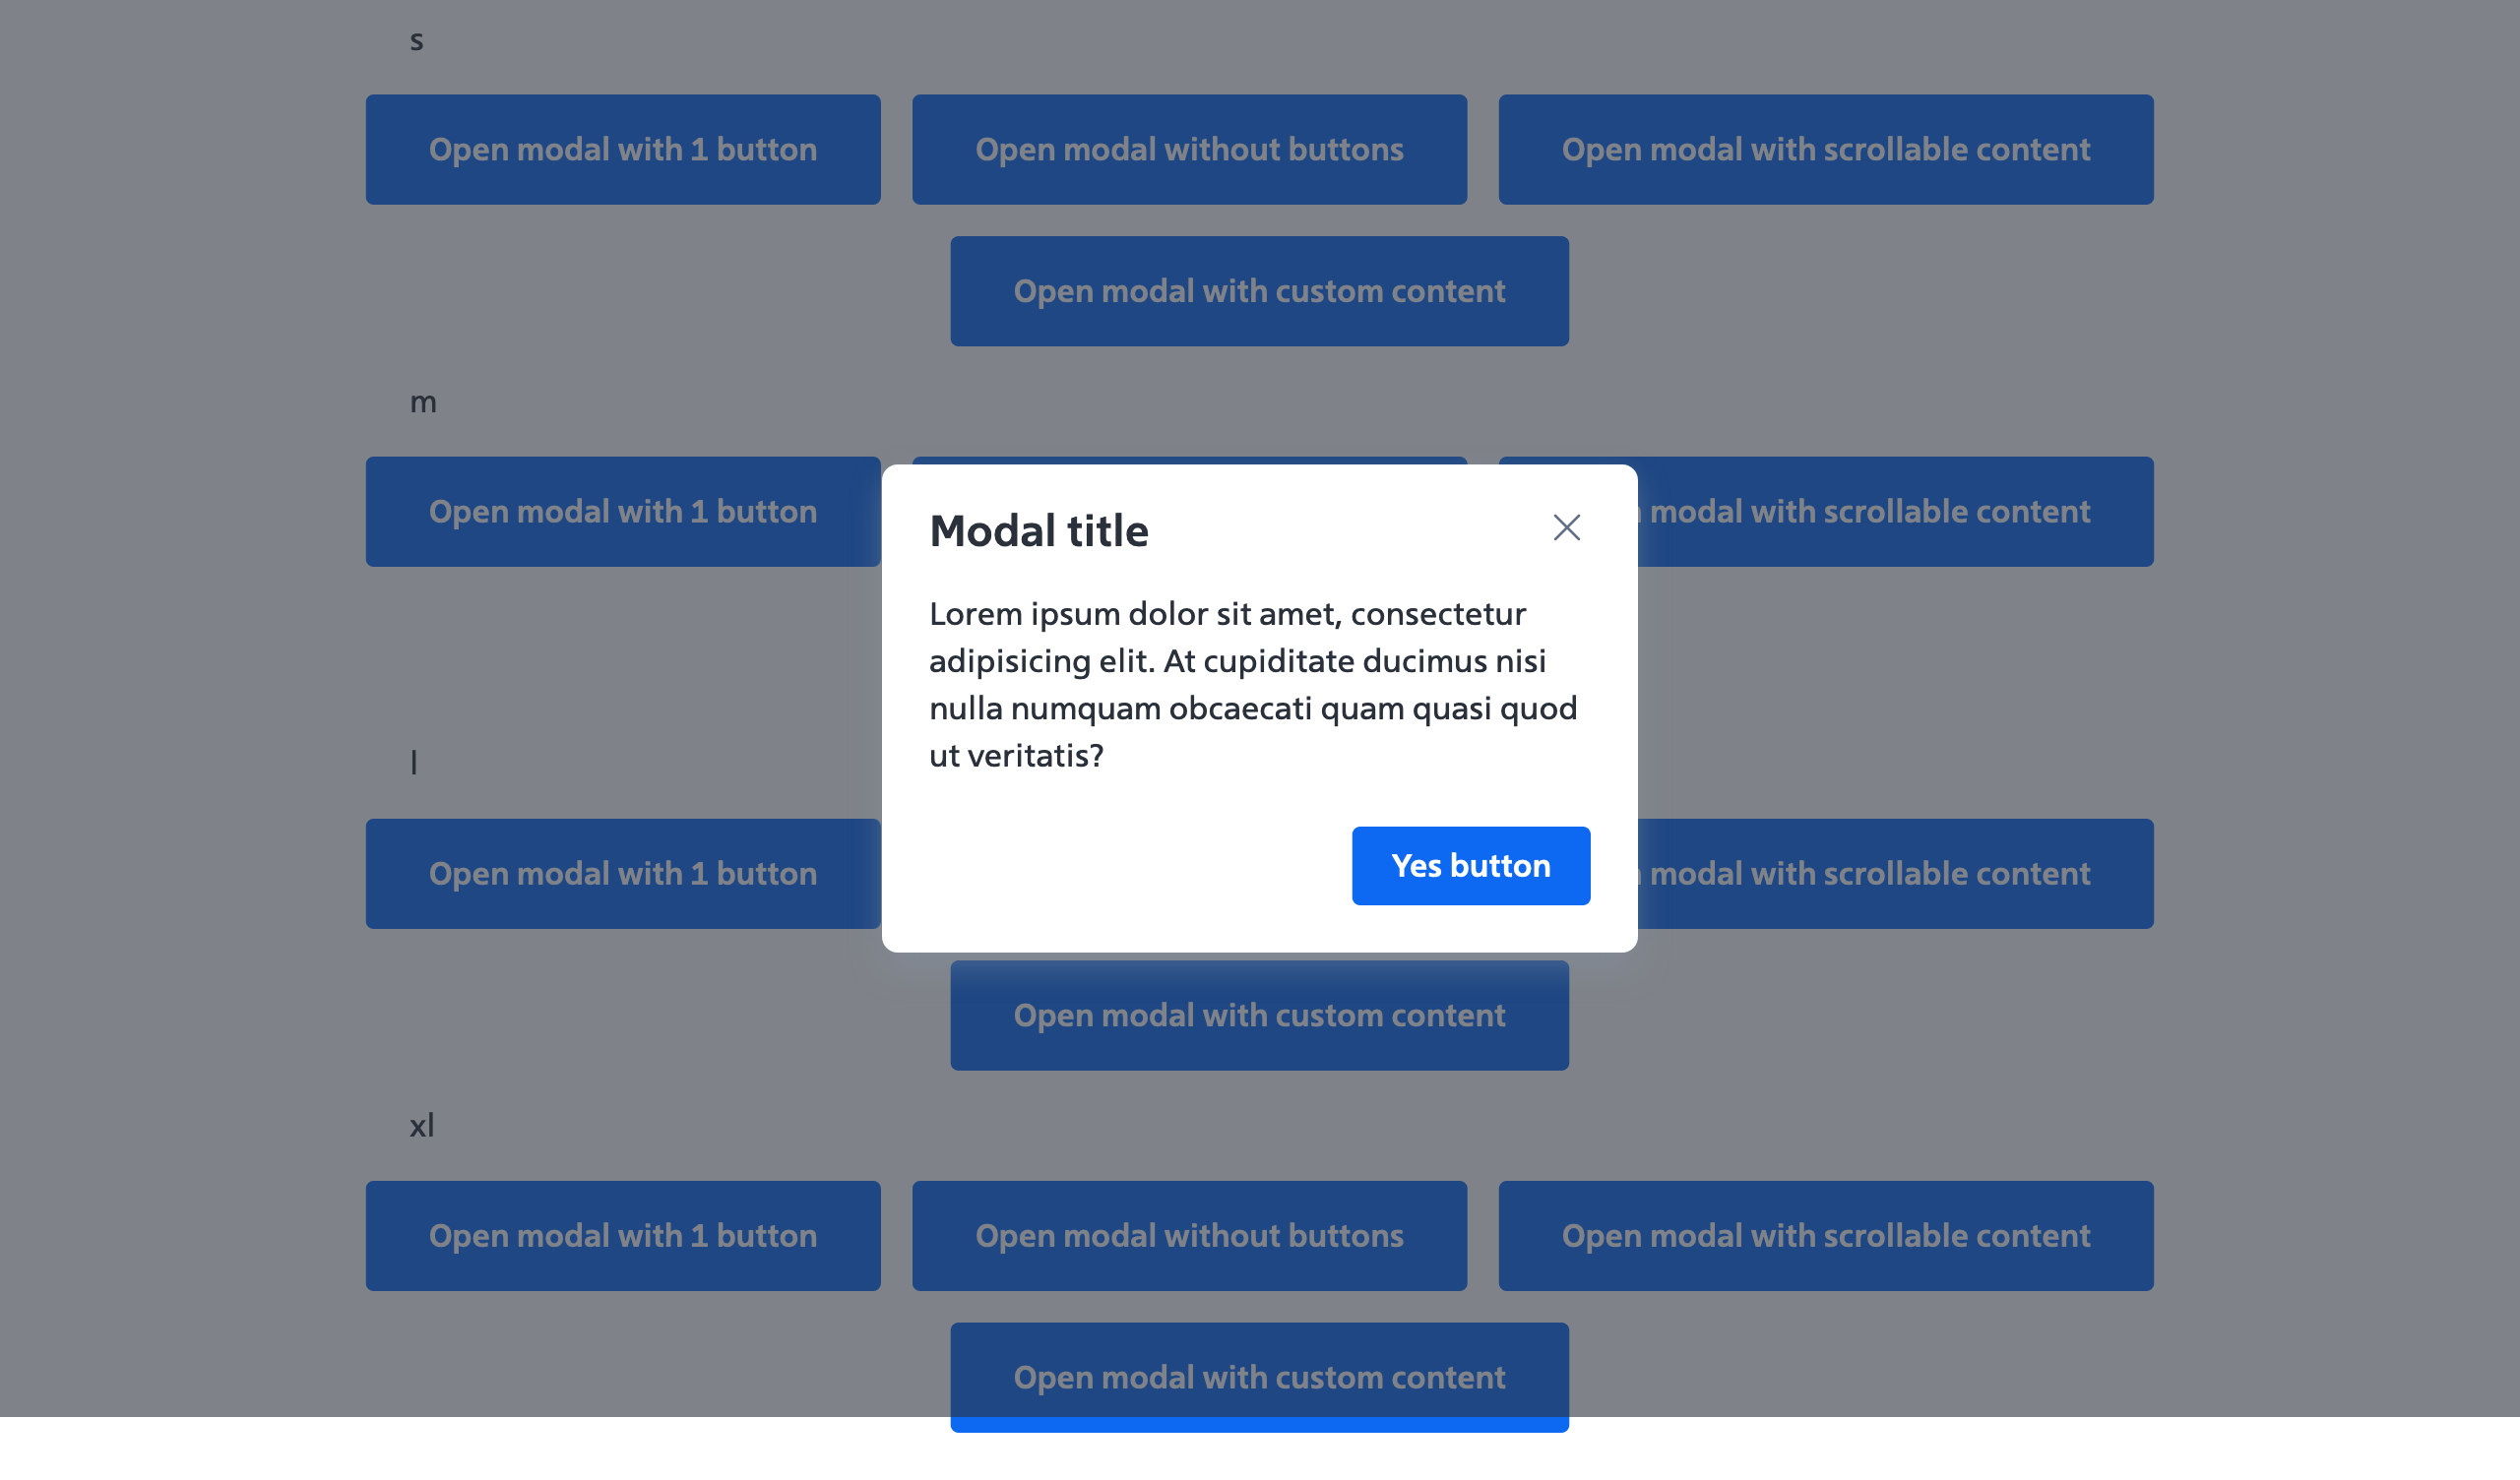 s
Open modal with 1 button
Open modal without buttons
Open modal with scrollable content
Open modal with custom content
m
Open modal with 1 button
modal with scrollable content
Modal title
Lorem ipsum dolor sit amet, consectetur
adipisicing elit. At cupiditate ducimus nisi
nulla numquam obcaecati quam quasi quod
ut veritatis?
Yes button
l
Open modal with 1 button
modal with scrollable content
Open modal with custom content
xl
Open modal with 1 button
Open modal without buttons
Open modal with scrollable content
Open modal with custom content